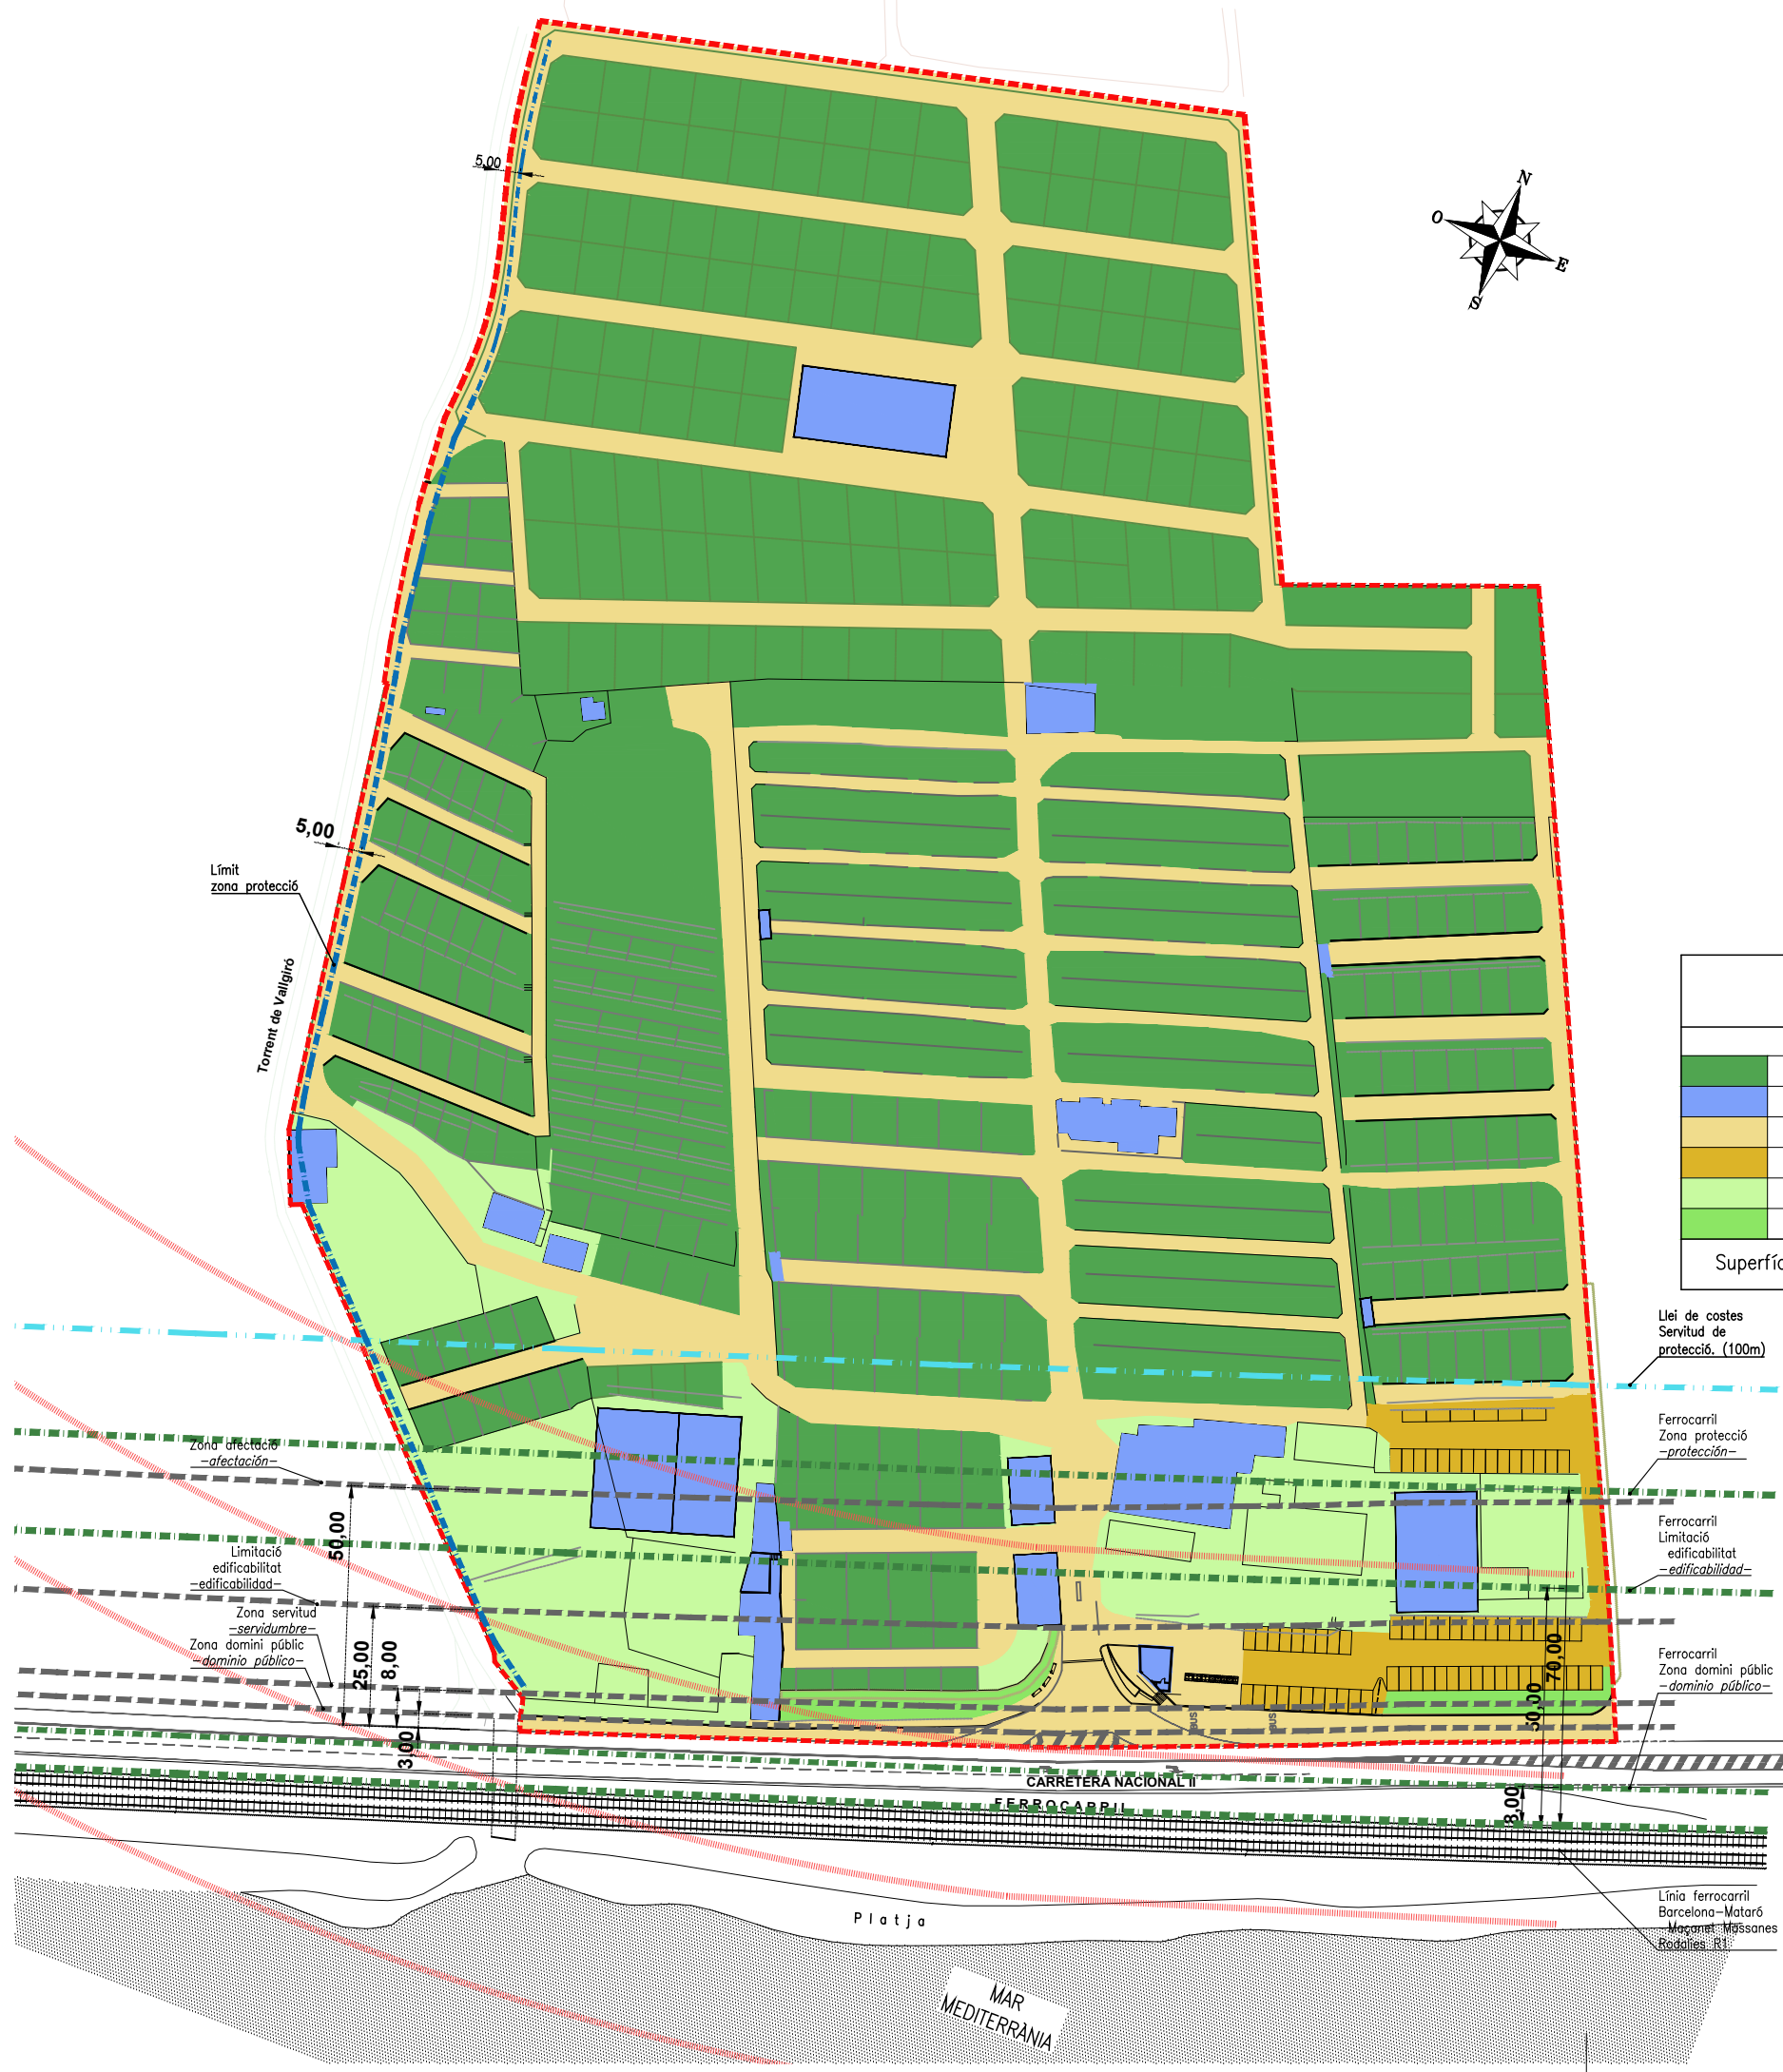 N
O
E
S
5,00
5,00
Límit
zona protecció
Torrent de Vallgiró
Superfíc
Llei de costes
Servitud de
protecció. (100m)
Ferrocarril
Zona protecció
-protección-
Zona afectació
-afectación-
50,00
Ferrocarril
Limitació
edificabilitat
-edificabilidad-
Limitació
edificabilitat
-edificabilidad-
Zona servitud
-servidumbre-
Zona domini públic
-dominio público-
25,00
8,00
3,00
70,00
50,00
8,00
Ferrocarril
Zona domini públic
-dominio público-
BUS
BUS
CARRETERA NACIONAL II
FERROCARRIL
Línia ferrocarril
Barcelona-Mataró
Maçanet Massanes
Rodalies R1
Platja
MAR
MEDITERRÀNIA